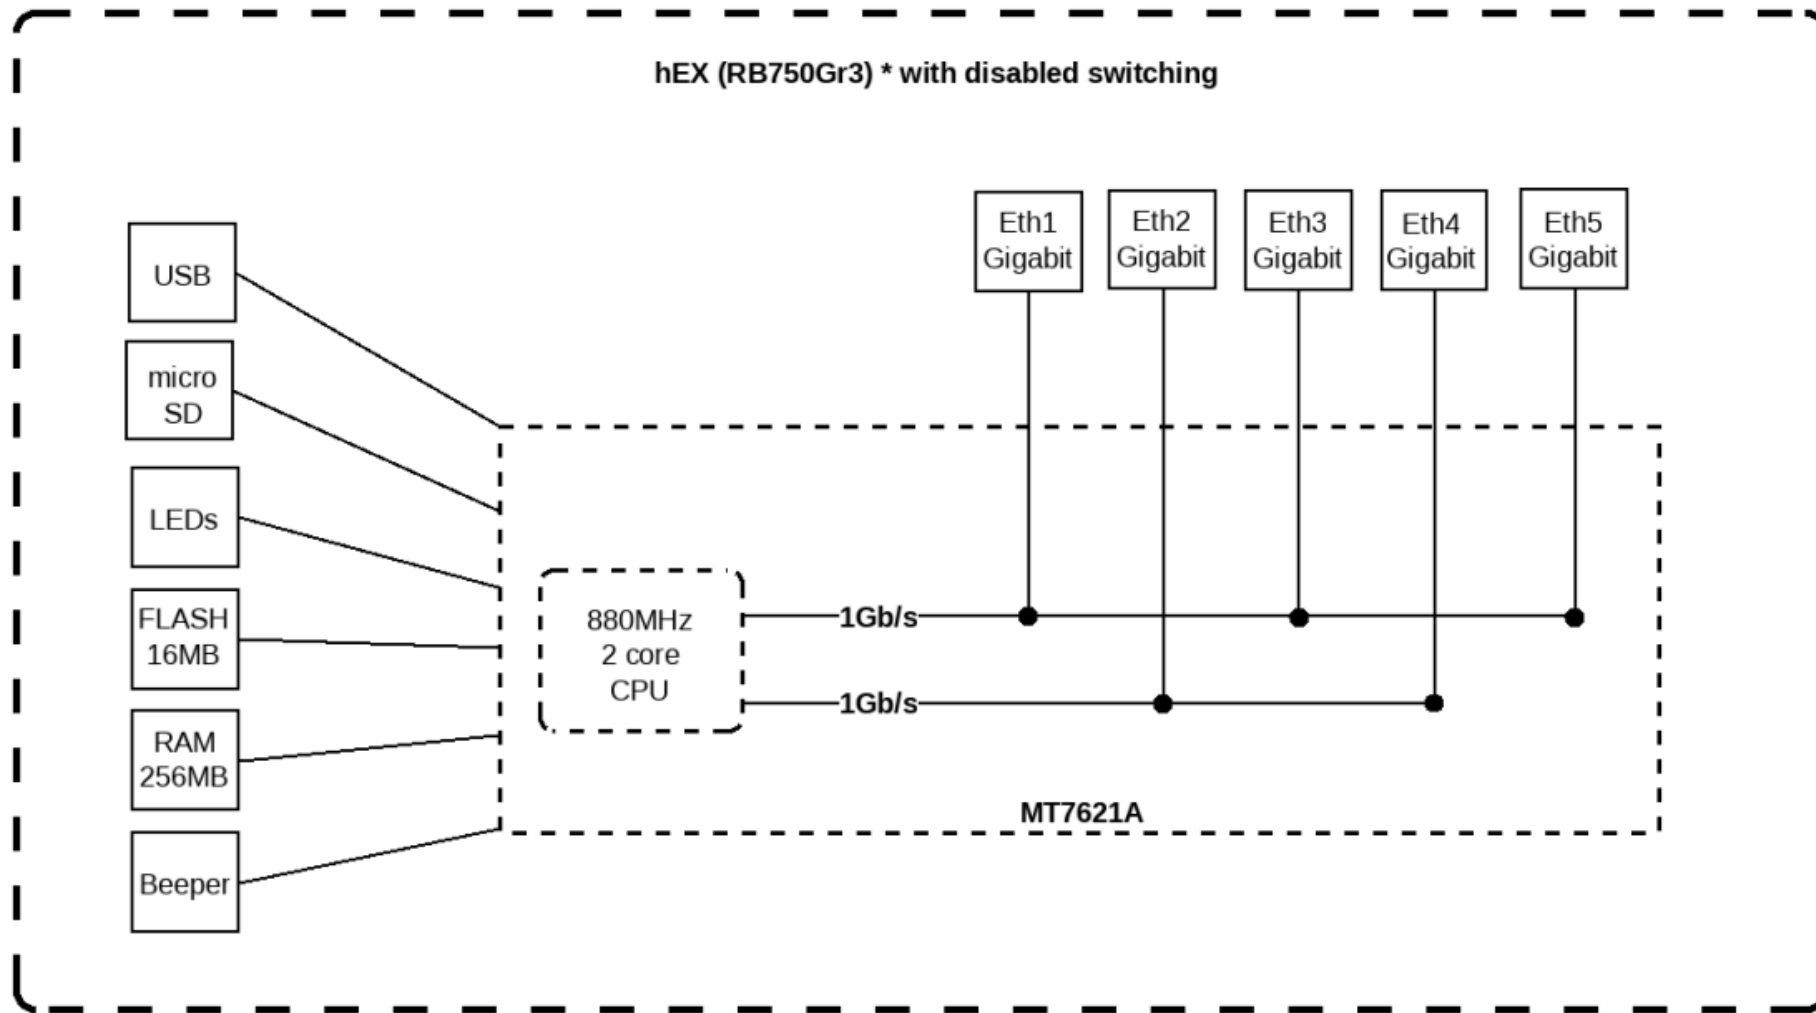 hEX (RB750Gr3) * with disabled switching
Eth1
Gigabit
Eth2
Gigabit
Eth3
Gigabit
Eth4
Gigabit
Eth5
Gigabit
USB
micro
SD
LEDs
FLASH
16MB
RAM
256MB
Beeper
880MHz
2 core
CPU
1Gb/s
1Gb/s
MT7621A